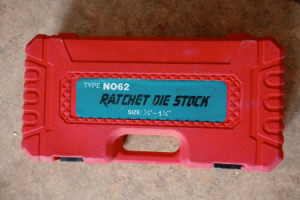 TYPE NO62
RATCHET DIE STOCK
SIZE: